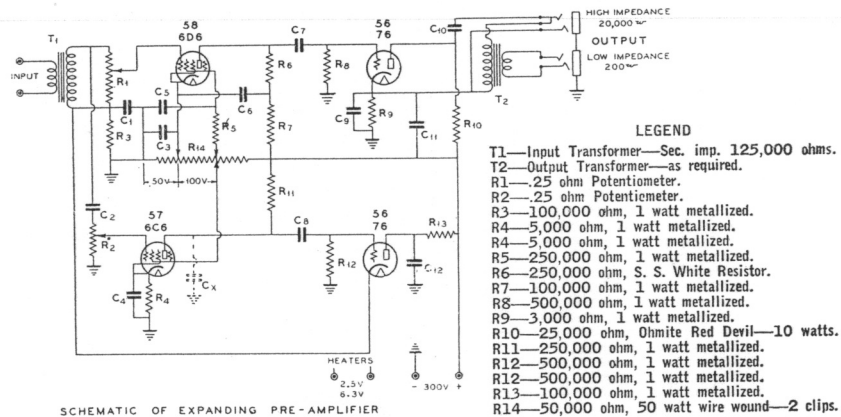 58
6D6
56
76
C7
C10
HIGH IMPEDANCE
20,000 ~
OUTPUT
LOW IMPEDANCE
200 ~
T1
INPUT
R1
C5
R6
R8
T2
C1
C6
R3
R5
R7
C9
R9
C11
R10
C3
R14
50V
100V
R11
C2
57
6C6
C8
56
76
R13
R2
R12
C12
C4
R4
CX
HEATERS
2.5V
6.3V
- 300V +
SCHEMATIC OF EXPANDING PRE-AMPLIFIER
LEGEND
T1—Input Transformer—Sec. imp. 125,000 ohms.
T2—Output Transformer—as required.
R1—.25 ohm Potentiometer.
R2—.25 ohm Potentiometer.
R3—100,000 ohm, 1 watt metallized.
R4—5,000 ohm, 1 watt metallized.
R4—5,000 ohm, 1 watt metallized.
R5—250,000 ohm, 1 watt metallized.
R6—250,000 ohm, S. S. White Resistor.
R7—100,000 ohm, 1 watt metallized.
R8—500,000 ohm, 1 watt metallized.
R9—3,000 ohm, 1 watt metallized.
R10—25,000 ohm, Ohmite Red Devil—10 watts.
R11—250,000 ohm, 1 watt metallized.
R12—500,000 ohm, 1 watt metallized.
R12—500,000 ohm, 1 watt metallized.
R13—100,000 ohm, 1 watt metallized.
R14—50,000 ohm, 50 watt wire wound—2 clips.